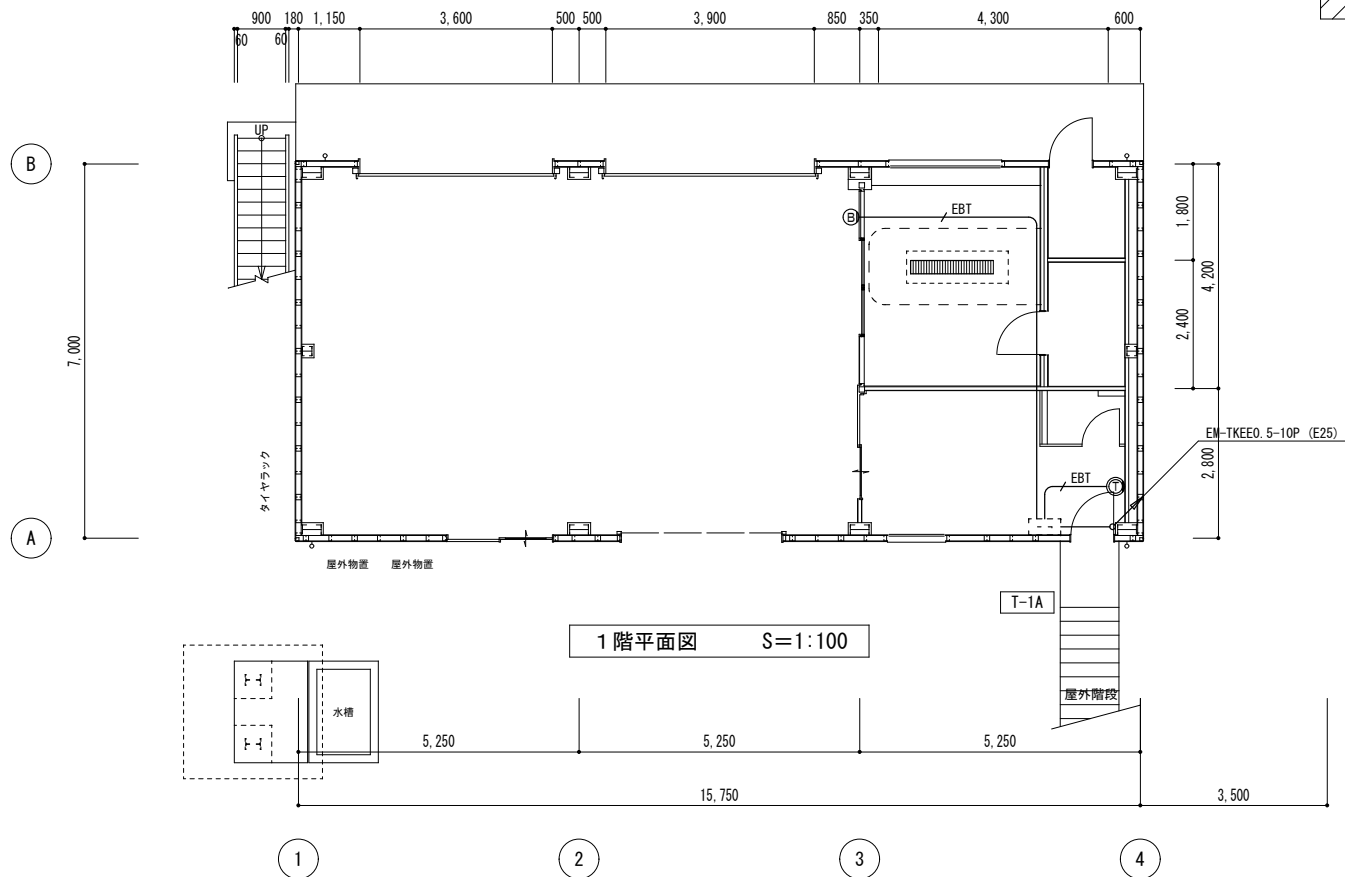 900 180 1,150 3,600 500 500 3,900 850 350 4,300 600
60 60
UP
B
EBT
B
1,800
4,200
2,400
7,000
EM-TKEE0.5-10P (E25)
2,800
EBT
T
タイヤラック
A
屋外物置 屋外物置
T-1A
1階平面図 S=1:100
屋外階段
水槽
5,250 5,250 5,250
15,750 3,500
1 2 3 4